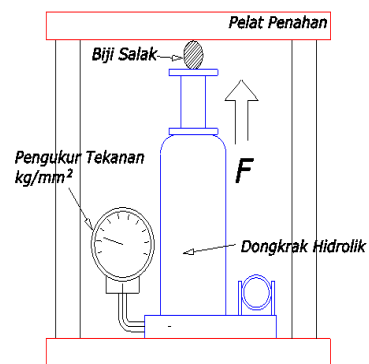 Pelat Penahan
Biji Salak
F
Pengukur Tekanan
kg/mm²
Dongkrak Hidrolik